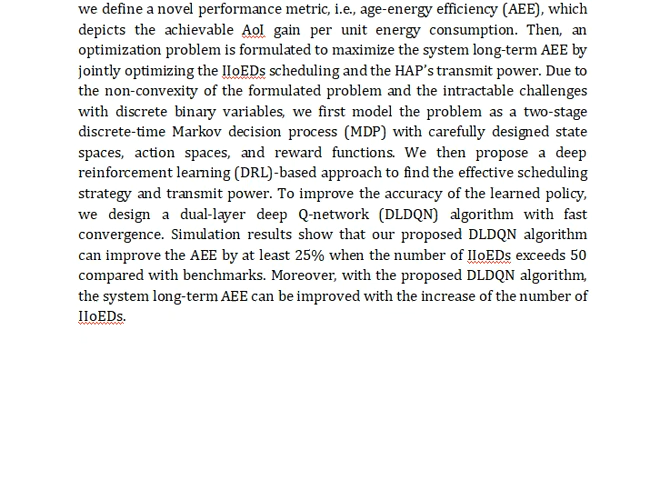 we define a novel performance metric, i.e., age-energy efficiency (AEE), which
depicts the achievable AoI gain per unit energy consumption. Then, an
optimization problem is formulated to maximize the system long-term AEE by
jointly optimizing the IIoEDs scheduling and the HAP's transmit power. Due to
the non-convexity of the formulated problem and the intractable challenges
with discrete binary variables, we first model the problem as a two-stage
discrete-time Markov decision process (MDP) with carefully designed state
spaces, action spaces, and reward functions. We then propose a deep
reinforcement learning (DRL)-based approach to find the effective scheduling
strategy and transmit power. To improve the accuracy of the learned policy,
we design a dual-layer deep Q-network (DLDQN) algorithm with fast
convergence. Simulation results show that our proposed DLDQN algorithm
can improve the AEE by at least 25% when the number of IIoEDs exceeds 50
compared with benchmarks. Moreover, with the proposed DLDQN algorithm,
the system long-term AEE can be improved with the increase of the number of
IIoEDs.